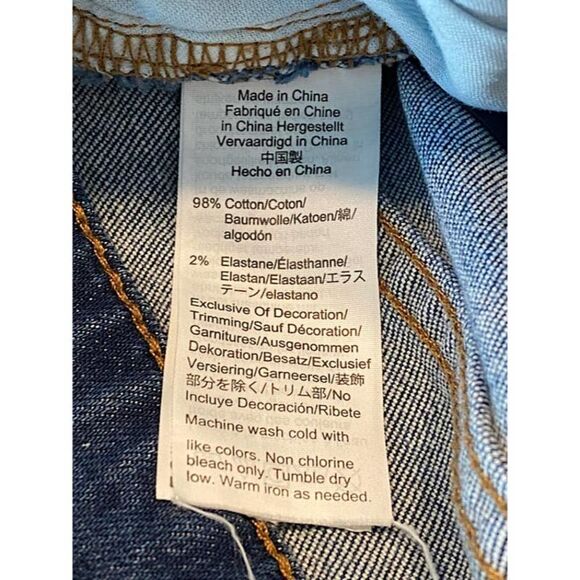 Made in China
Fabriqué en Chine
in China Hergestellt
Vervaardigd in China
中国製
Hecho en China
98% Cotton/Coton/
Baumwolle/Katoen/綿/
algodón
2% Elastane/Élasthanne/
Elastan/Elastaan/エラス
テーン/elastano
Exclusive Of Decoration/
Trimming/Sauf Décoration/
Garnitures/Ausgenommen
Dekoration/Besatz/Exclusief
Versiering/Garneersel/装飾
部分を除く/トリム部/No
Incluye Decoración/Ribete
Machine wash cold with
like colors. Non chlorine
bleach only. Tumble dry
low. Warm iron as needed.